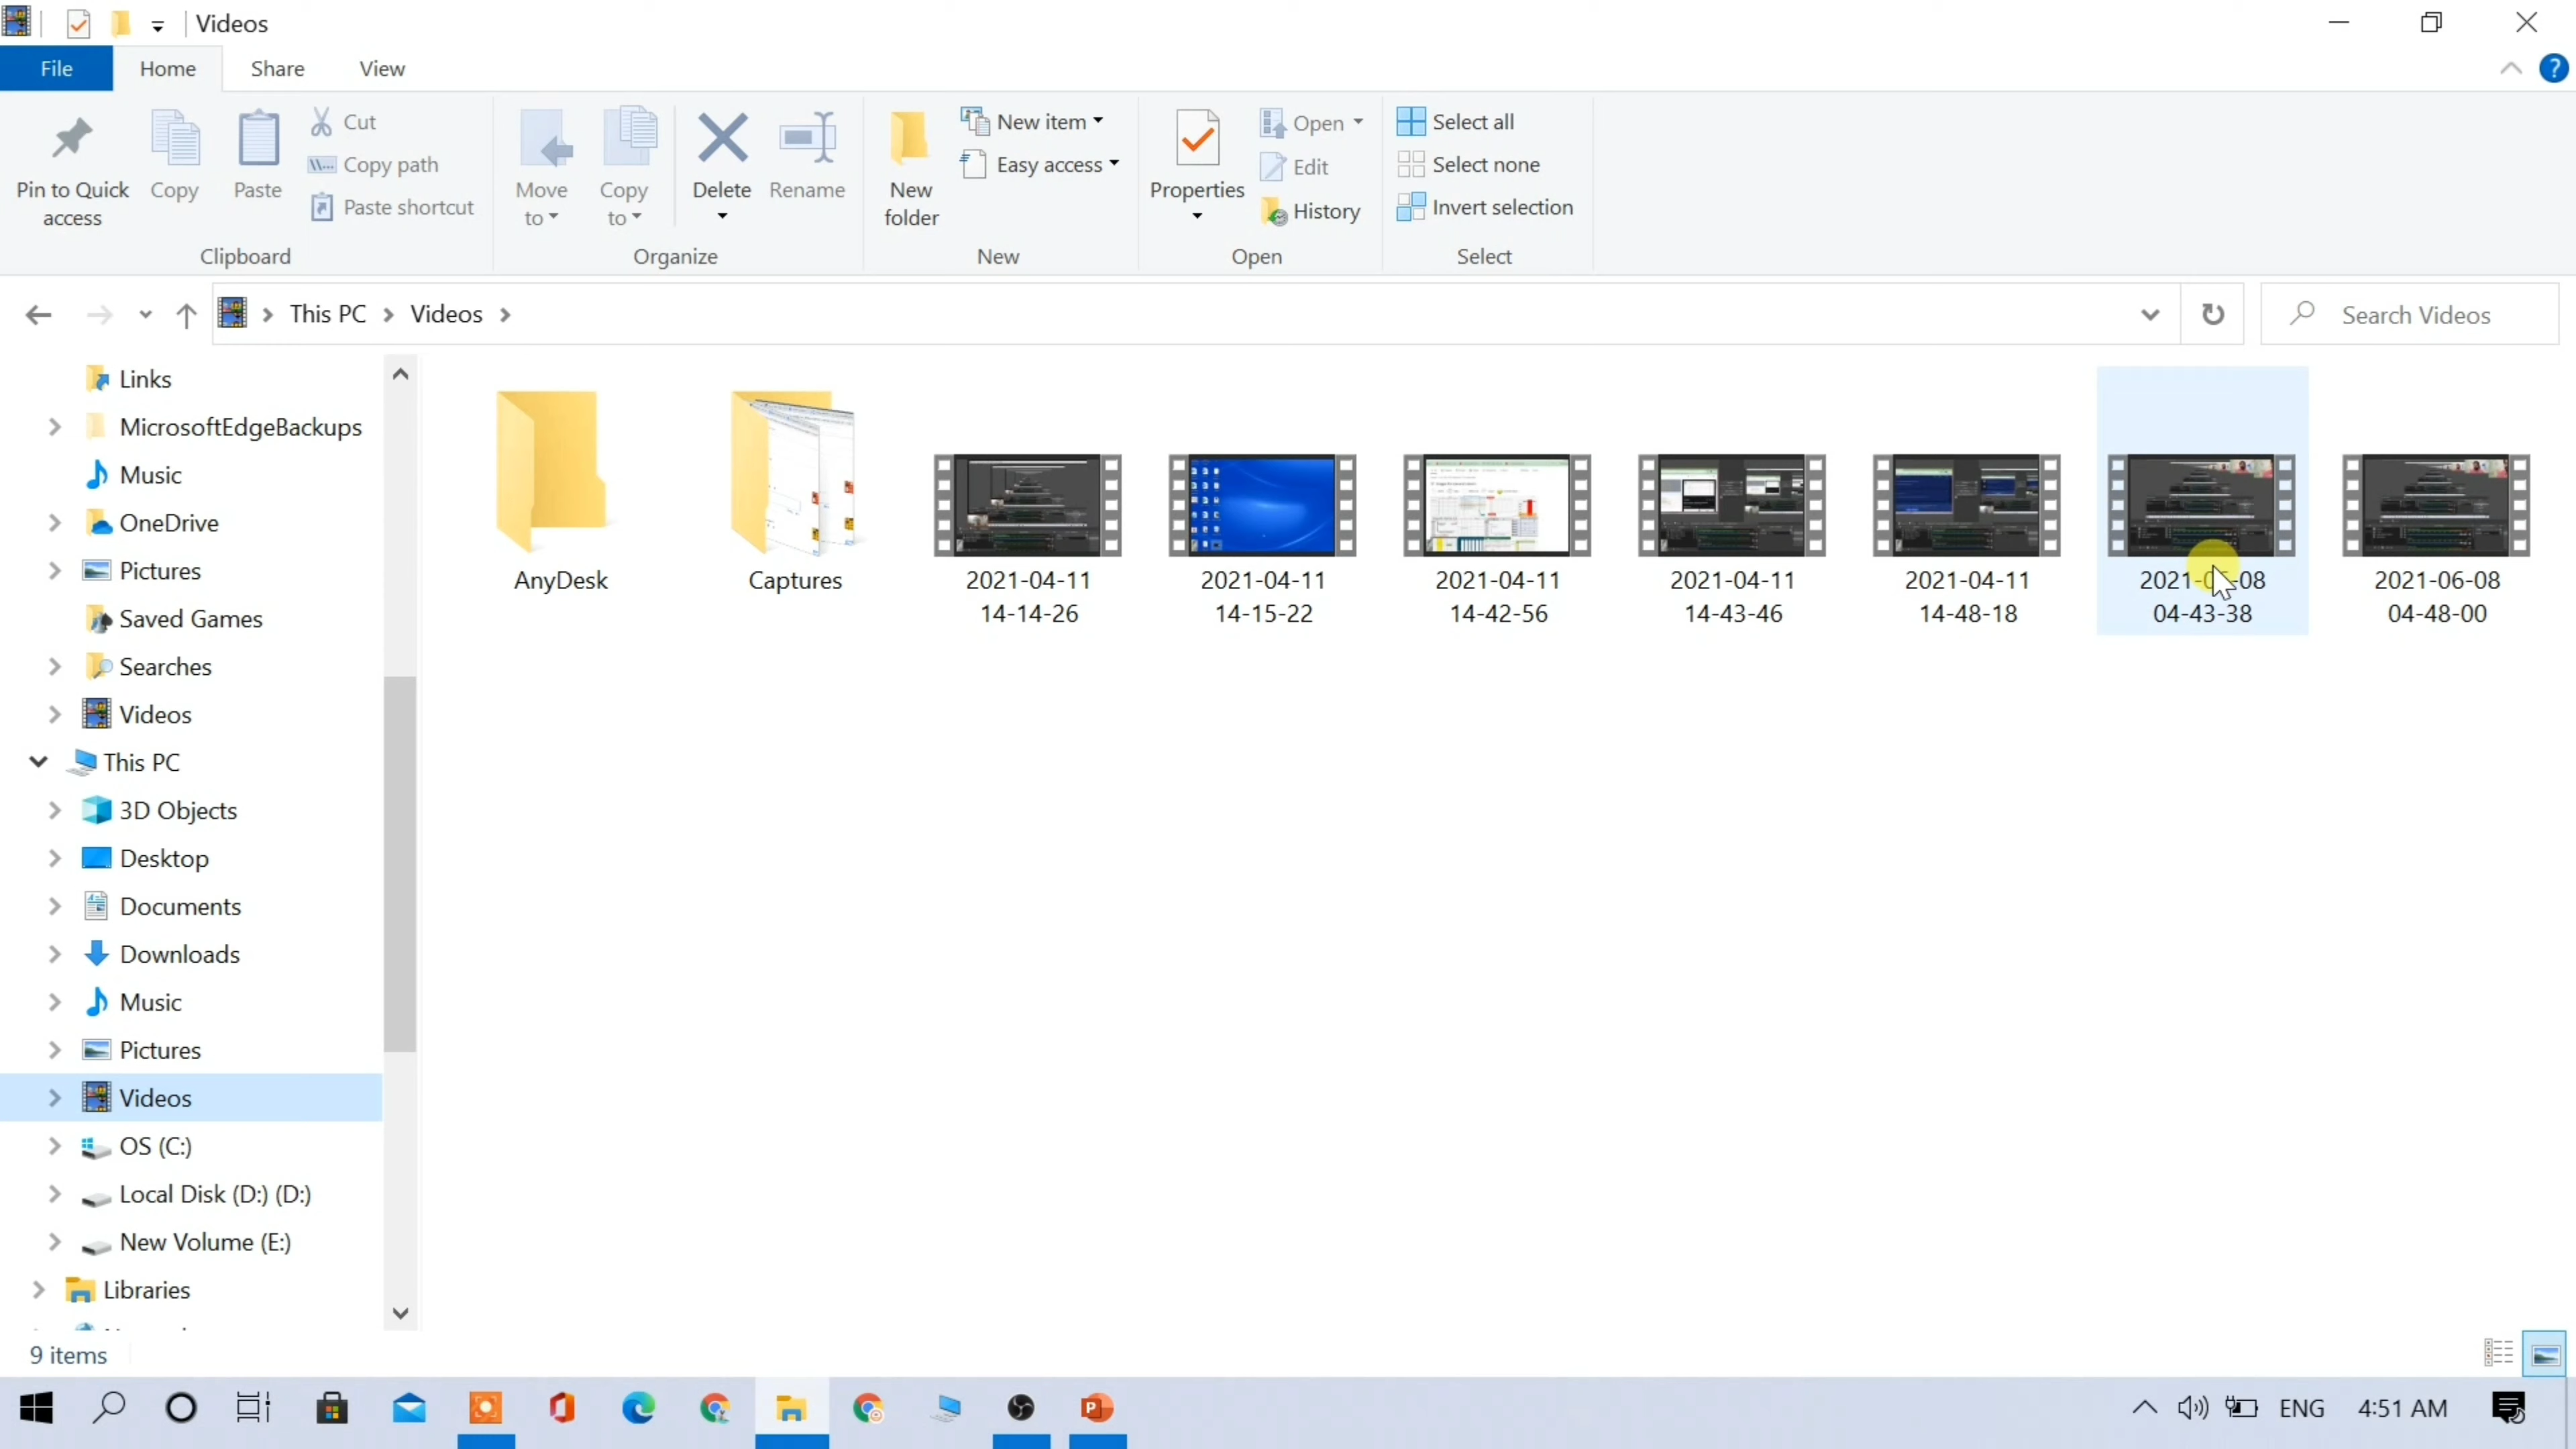 Videos
File Home Share View
Pin to Quick access
Copy
Paste
Cut
Copy path
Paste shortcut
Clipboard
Move to
Copy to
Delete
Rename
Organize
New folder
New item
Easy access
New
Properties
Open
Edit
History
Open
Select all
Select none
Invert selection
Select
This PC Videos
Search Videos
Links
MicrosoftEdgeBackups
Music
OneDrive
Pictures
Saved Games
Searches
Videos
This PC
3D Objects
Desktop
Documents
Downloads
Music
Pictures
Videos
OS (C:)
Local Disk (D:) (D:)
New Volume (E:)
Libraries
AnyDesk
Captures
2021-04-11
14-14-26
2021-04-11
14-15-22
2021-04-11
14-42-56
2021-04-11
14-43-46
2021-04-11
14-48-18
04-43-38
2021-06-08
04-48-00
9 items
ENG
4:51 AM